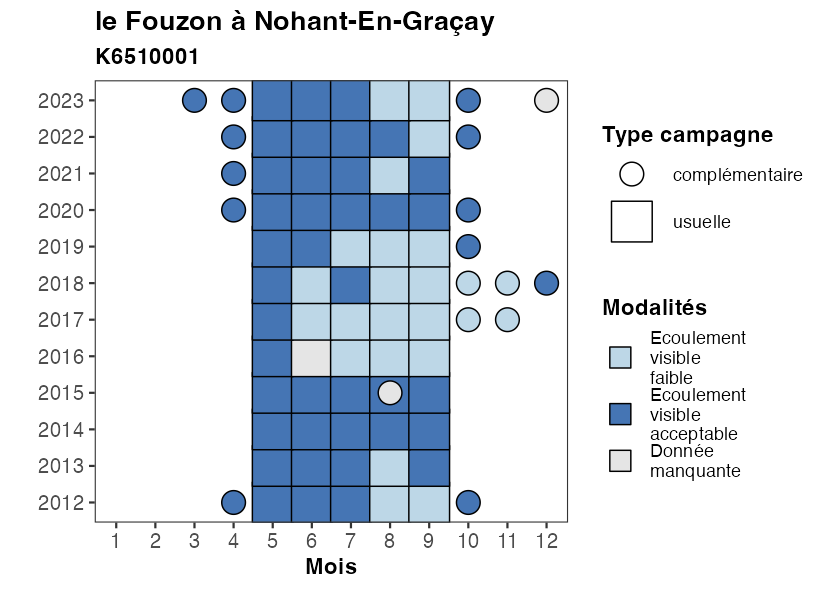 le Fouzon à Nohant-En-Graçay
K6510001
2023
2022
2021
2020
2019
2018
2017
2016
2015
2014
2013
2012
1 2 3 4 5 6 7 8 9 10 11 12
Mois
Type campagne
complémentaire
usuelle
Modalités
Ecoulement
visible
faible
Ecoulement
visible
acceptable
Donnée
manquante